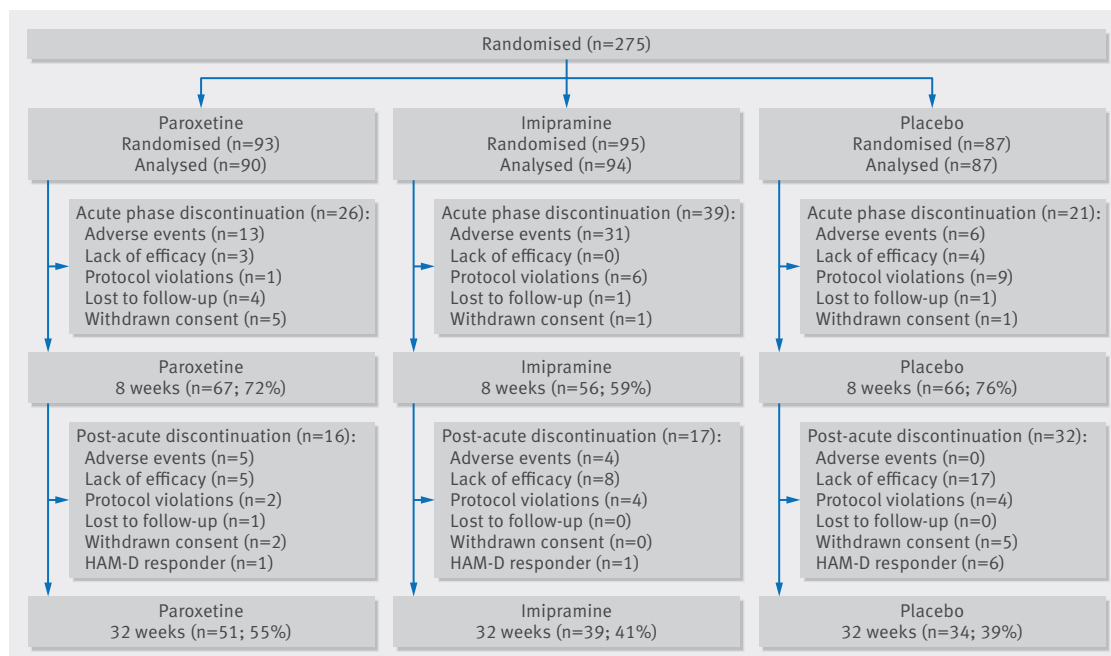 Randomised (n=275)
Paroxetine
Randomised (n=93)
Analysed (n=90)
Imipramine
Randomised (n=95)
Analysed (n=94)
Placebo
Randomised (n=87)
Analysed (n=87)
Acute phase discontinuation (n=26):
Adverse events (n=13)
Lack of efficacy (n=3)
Protocol violations (n=1)
Lost to follow-up (n=4)
Withdrawn consent (n=5)
Acute phase discontinuation (n=39):
Adverse events (n=31)
Lack of efficacy (n=0)
Protocol violations (n=6)
Lost to follow-up (n=1)
Withdrawn consent (n=1)
Acute phase discontinuation (n=21):
Adverse events (n=6)
Lack of efficacy (n=4)
Protocol violations (n=9)
Lost to follow-up (n=1)
Withdrawn consent (n=1)
Paroxetine
8 weeks (n=67; 72%)
Imipramine
8 weeks (n=56; 59%)
Placebo
8 weeks (n=66; 76%)
Post-acute discontinuation (n=16):
Adverse events (n=5)
Lack of efficacy (n=5)
Protocol violations (n=2)
Lost to follow-up (n=1)
Withdrawn consent (n=2)
HAM-D responder (n=1)
Post-acute discontinuation (n=17):
Adverse events (n=4)
Lack of efficacy (n=8)
Protocol violations (n=4)
Lost to follow-up (n=0)
Withdrawn consent (n=0)
HAM-D responder (n=1)
Post-acute discontinuation (n=32):
Adverse events (n=0)
Lack of efficacy (n=17)
Protocol violations (n=4)
Lost to follow-up (n=0)
Withdrawn consent (n=5)
HAM-D responder (n=6)
Paroxetine
32 weeks (n=51; 55%)
Imipramine
32 weeks (n=39; 41%)
Placebo
32 weeks (n=34; 39%)